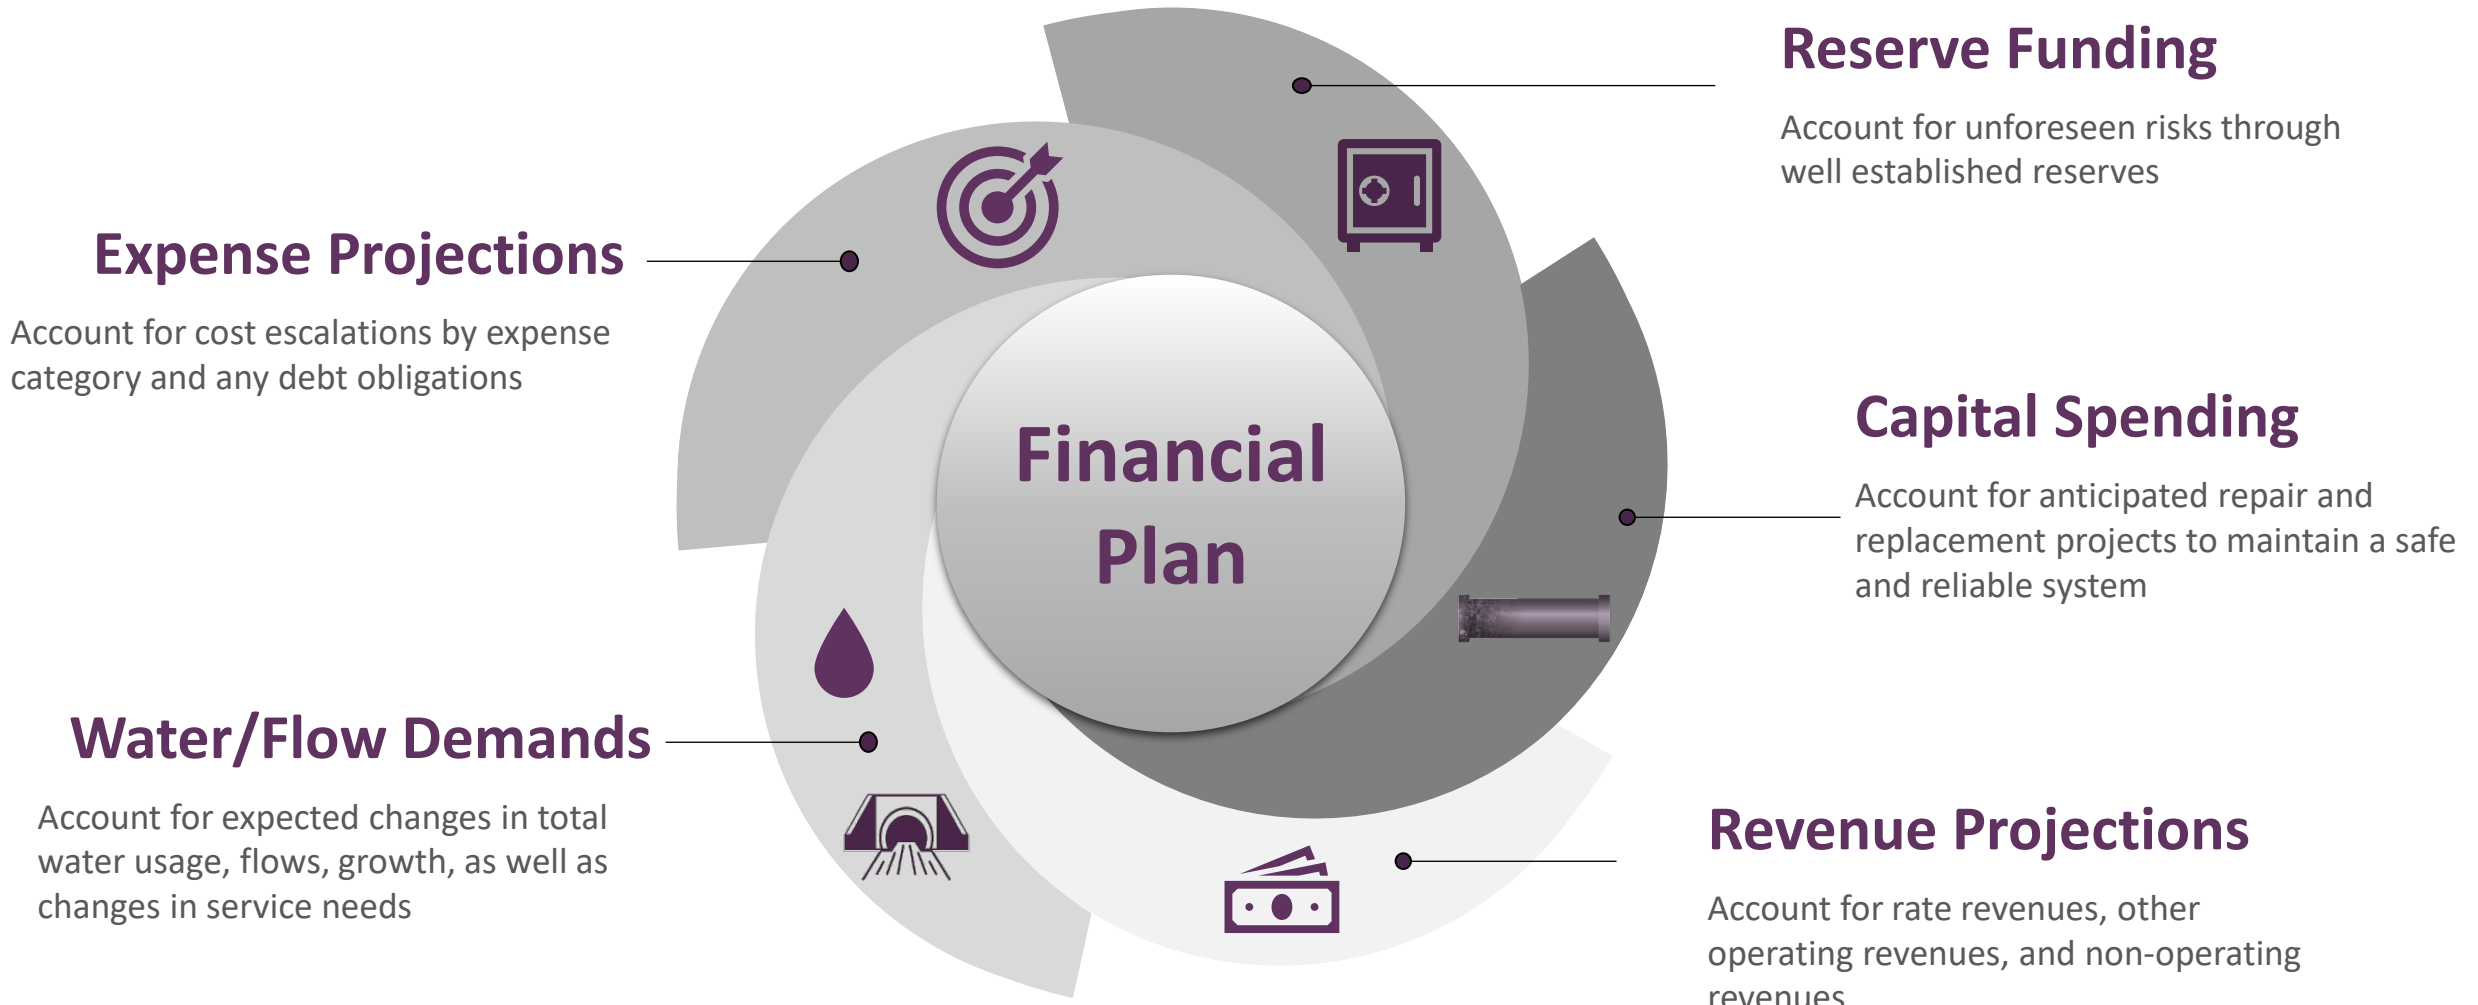 Reserve Funding
Account for unforeseen risks through
well established reserves
Expense Projections
Account for cost escalations by expense
category and any debt obligations
Financial
Plan
Capital Spending
Account for anticipated repair and
replacement projects to maintain a safe
and reliable system
Water/Flow Demands
Account for expected changes in total
water usage, flows, growth, as well as
changes in service needs
Revenue Projections
Account for rate revenues, other
operating revenues, and non-operating
revenues